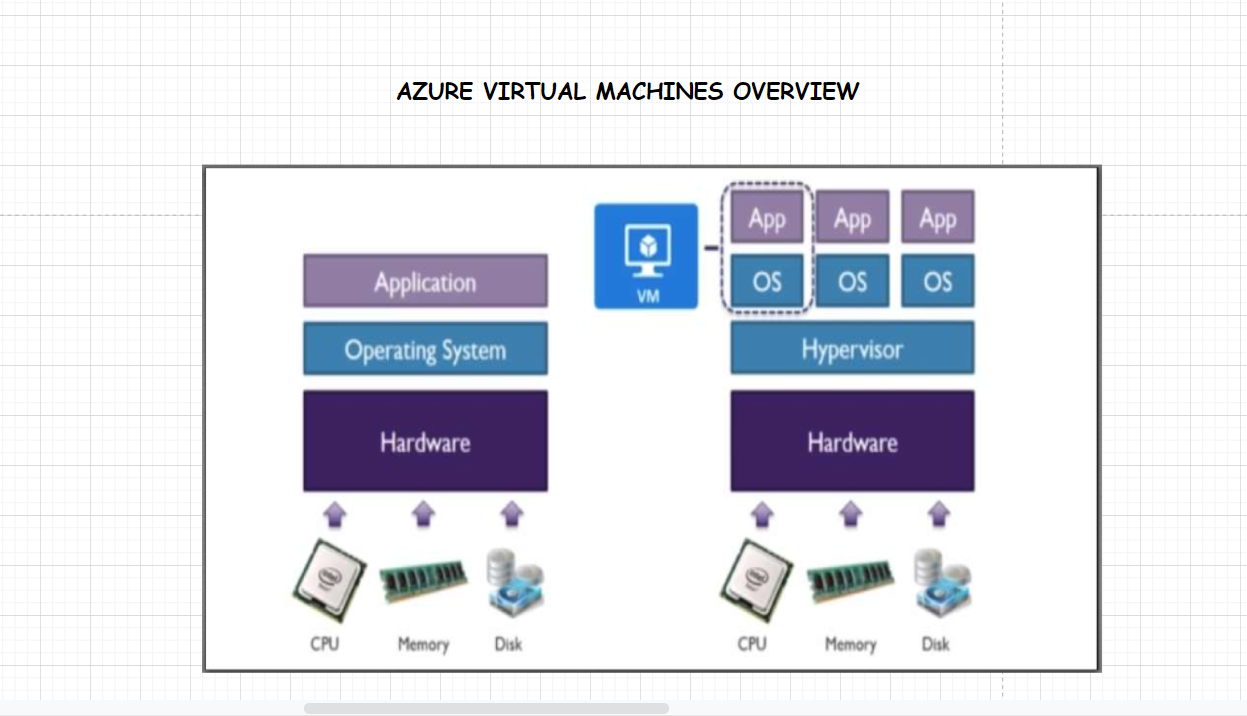 AZURE VIRTUAL MACHINES OVERVIEW
Application
Operating System
Hardware
CPU Memory Disk
VM
App App App
OS OS OS
Hypervisor
Hardware
CPU Memory Disk